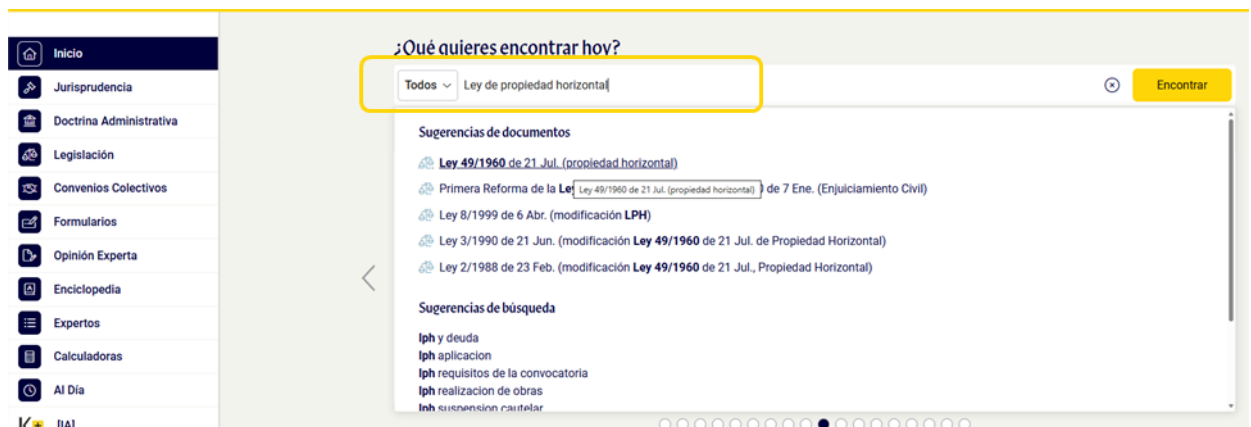 ¿Qué quieres encontrar hoy?
Inicio
Jurisprudencia
Doctrina Administrativa
Legislación
Convenios Colectivos
Formularios
Opinión Experta
Enciclopedia
Expertos
Calculadoras
Al Día
K+ [IA]
Todos Ley de propiedad horizontal Encontrar
Sugerencias de documentos
Ley 49/1960 de 21 Jul. (propiedad horizontal)
Primera Reforma de la Ley 49/1960 de 21 Jul. (propiedad horizontal) de 7 Ene. (Enjuiciamiento Civil)
Ley 8/1999 de 6 Abr. (modificación LPH)
Ley 3/1990 de 21 Jun. (modificación Ley 49/1960 de 21 Jul. de Propiedad Horizontal)
Ley 2/1988 de 23 Feb. (modificación Ley 49/1960 de 21 Jul., Propiedad Horizontal)
Sugerencias de búsqueda
lph y deuda
lph aplicacion
lph requisitos de la convocatoria
lph realizacion de obras
lph suspension cautelar